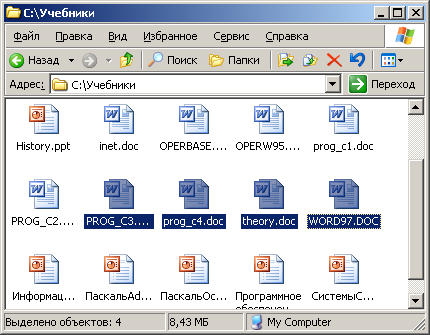 C:\Учебники
Файл Правка Вид Избранное Сервис Справка
Назад Поиск Папки
Адрес: C:\Учебники Переход
History.ppt inet.doc OPERBASE.... OPERW95.... prog_c1.doc
PROG_C2.... PROG_C3.... prog_c4.doc theory.doc WORD97.DOC
Информац... ПаскальAd... ПаскальОс... Программное СистемыС...
обеспечен...
Выделено объектов: 4 8,43 МБ My Computer